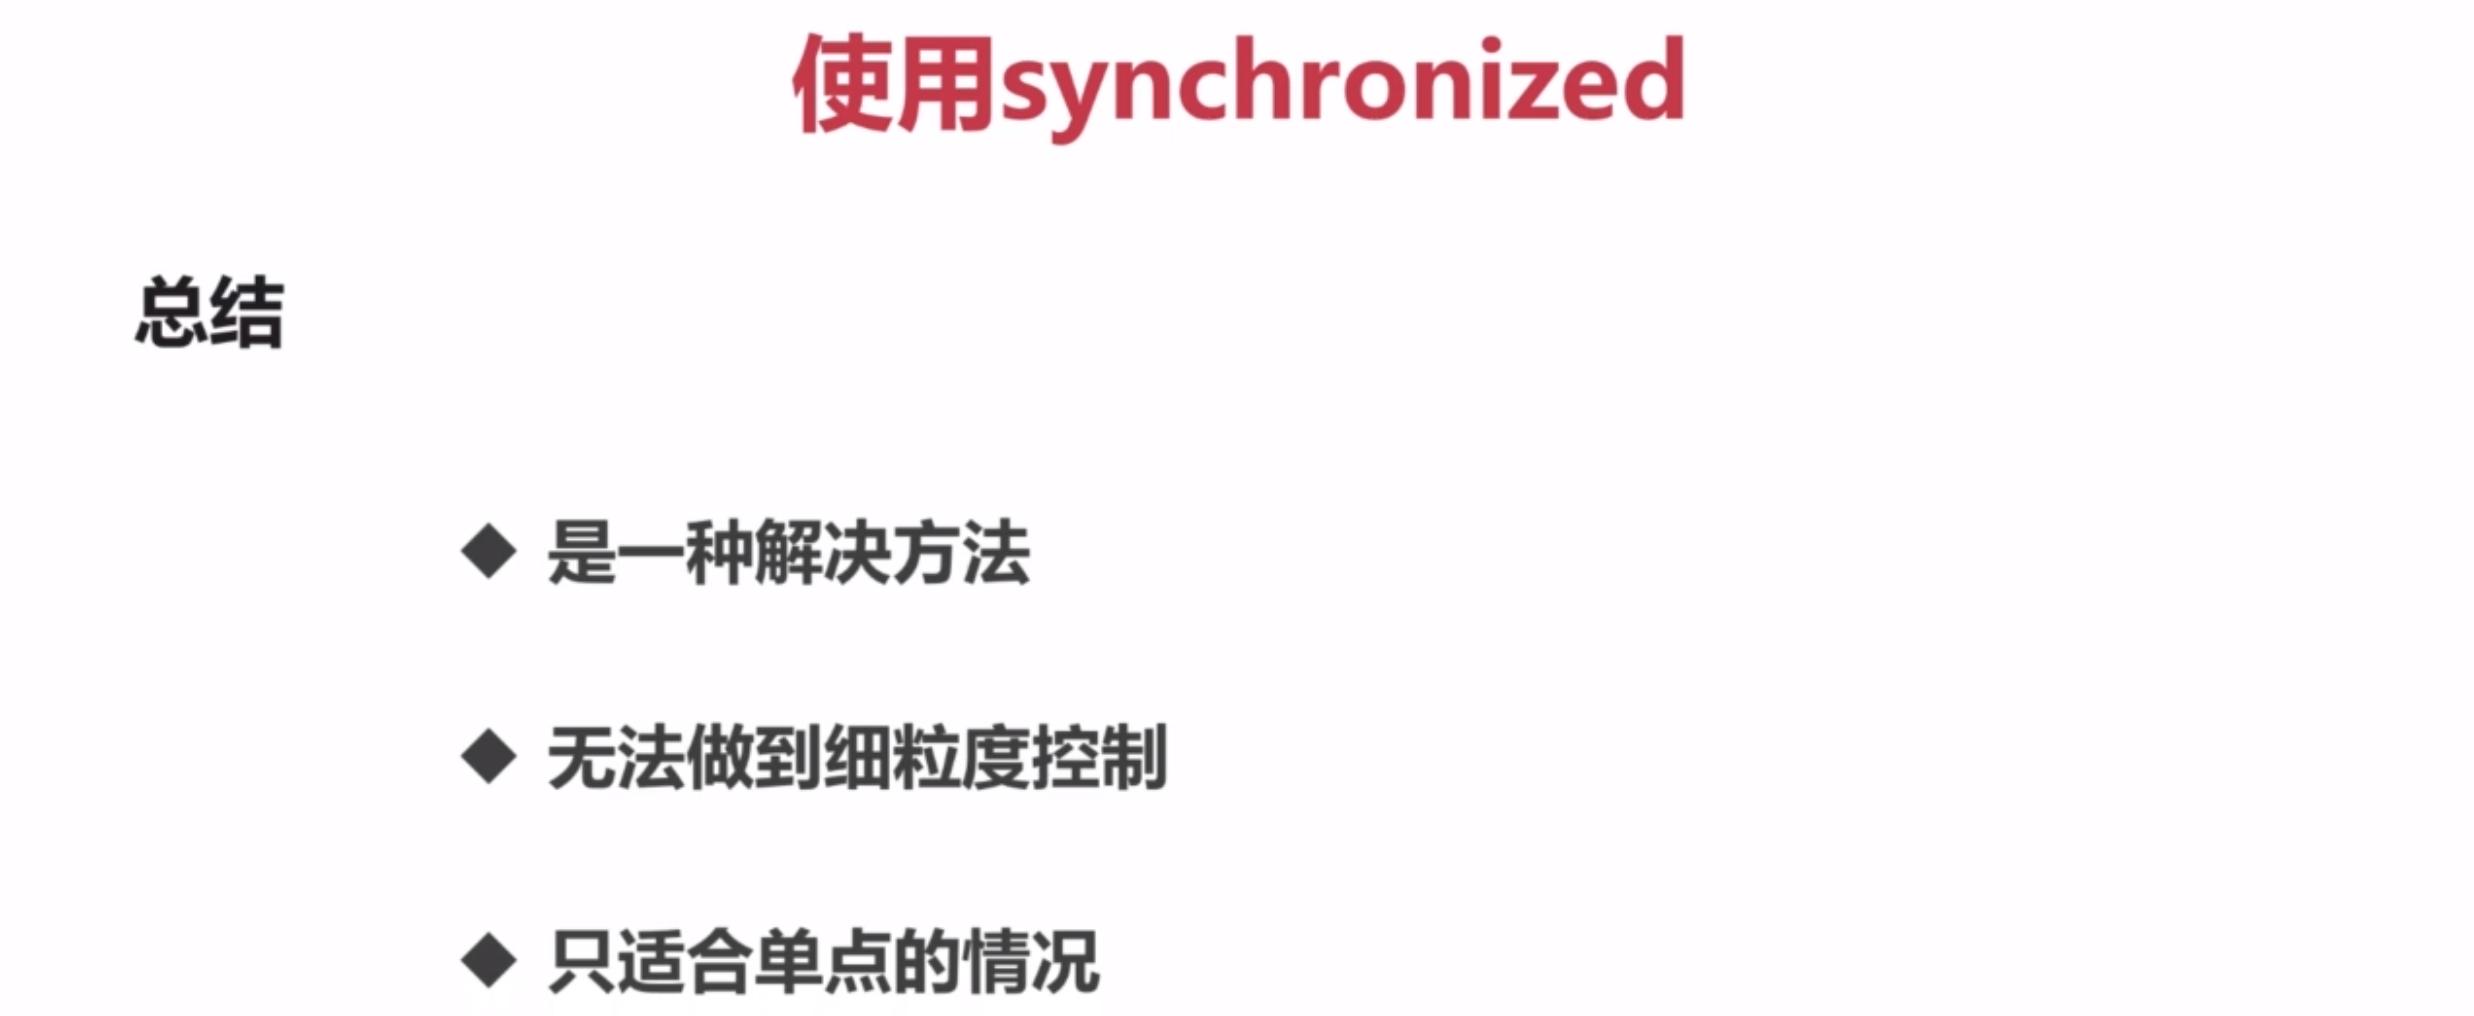 使用synchronized
总结
◆ 是一种解决方法
◆ 无法做到细粒度控制
◆ 只适合单点的情况